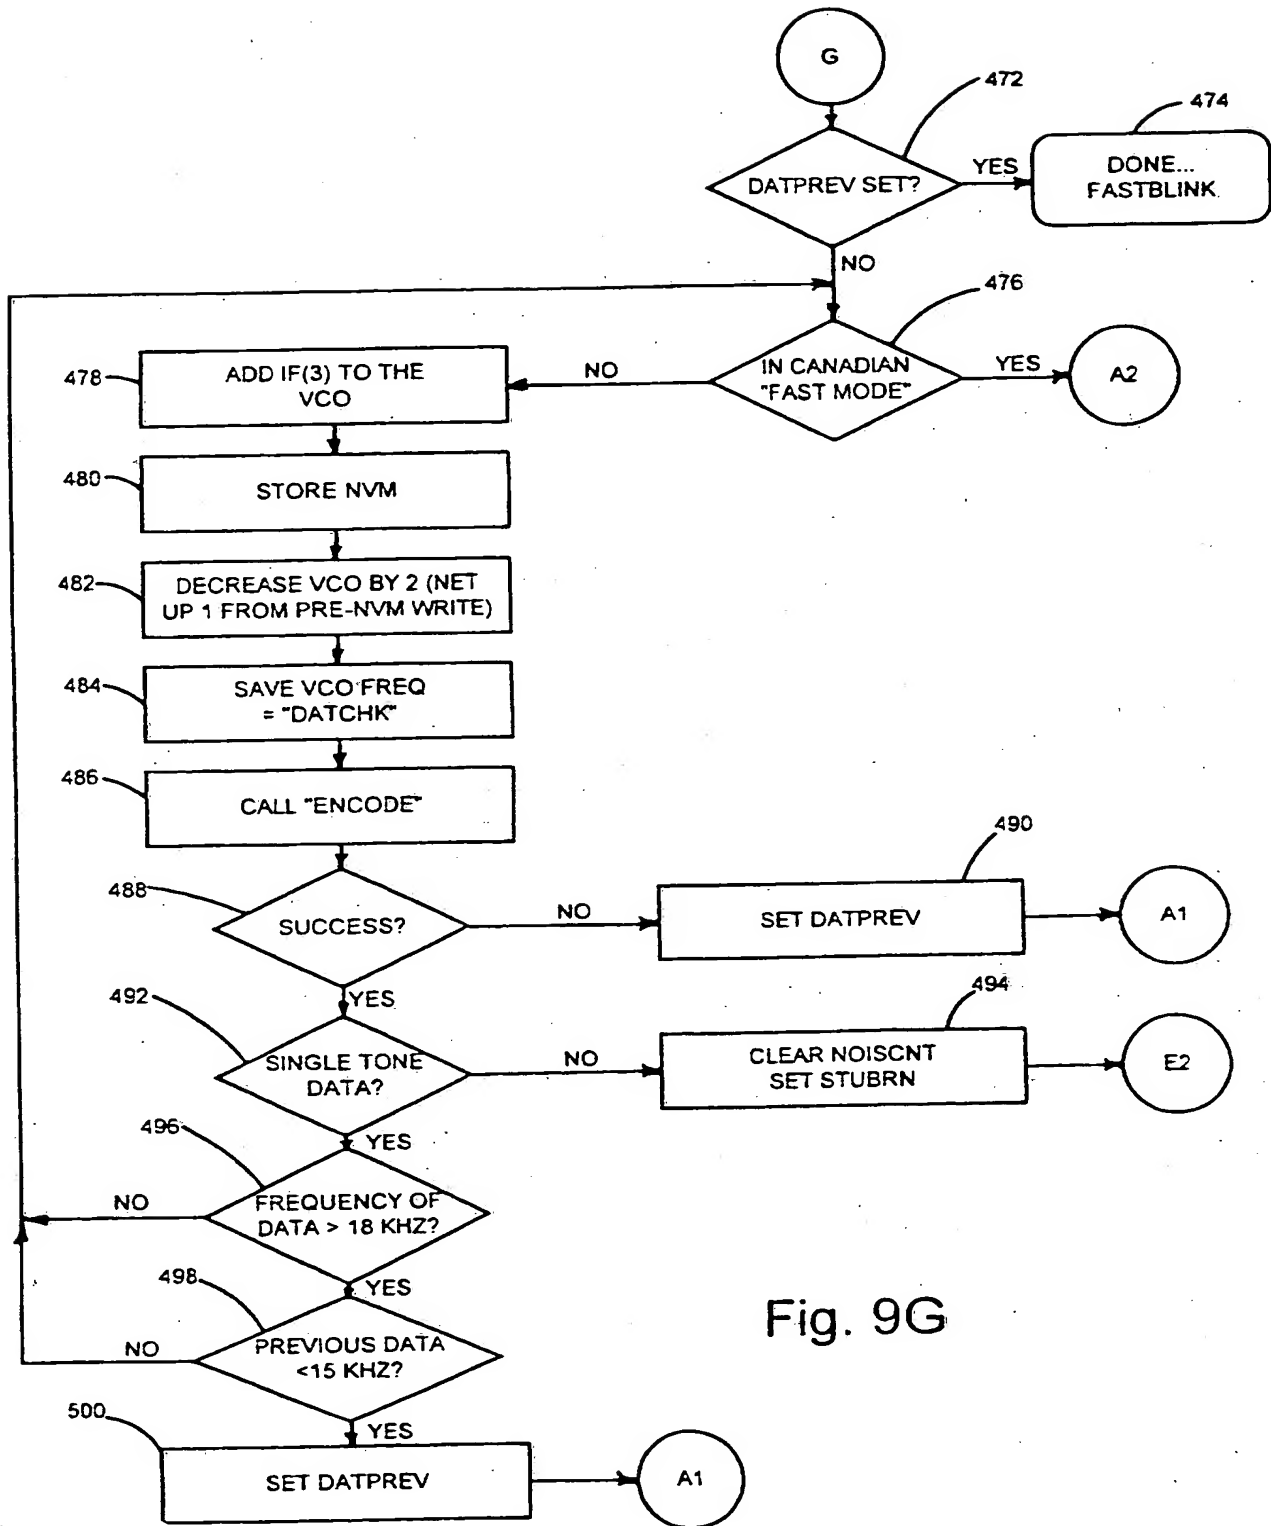 G
472
474
DATPREV SET?
YES
DONE...
FASTBLINK
NO
476
IN CANADIAN
"FAST MODE"
NO
YES
A2
478
ADD IF(3) TO THE
VCO
480
STORE NVM
482
DECREASE VCO BY 2 (NET
UP 1 FROM PRE-NVM WRITE)
484
SAVE VCO FREQ
= "DATCHK"
486
CALL "ENCODE"
488
SUCCESS?
NO
490
SET DATPREV
A1
YES
492
SINGLE TONE
DATA?
NO
494
CLEAR NOISCNT
SET STUBRN
E2
YES
496
FREQUENCY OF
DATA > 18 KHZ?
NO
YES
498
PREVIOUS DATA
<15 KHZ?
NO
YES
500
SET DATPREV
A1
Fig. 9G